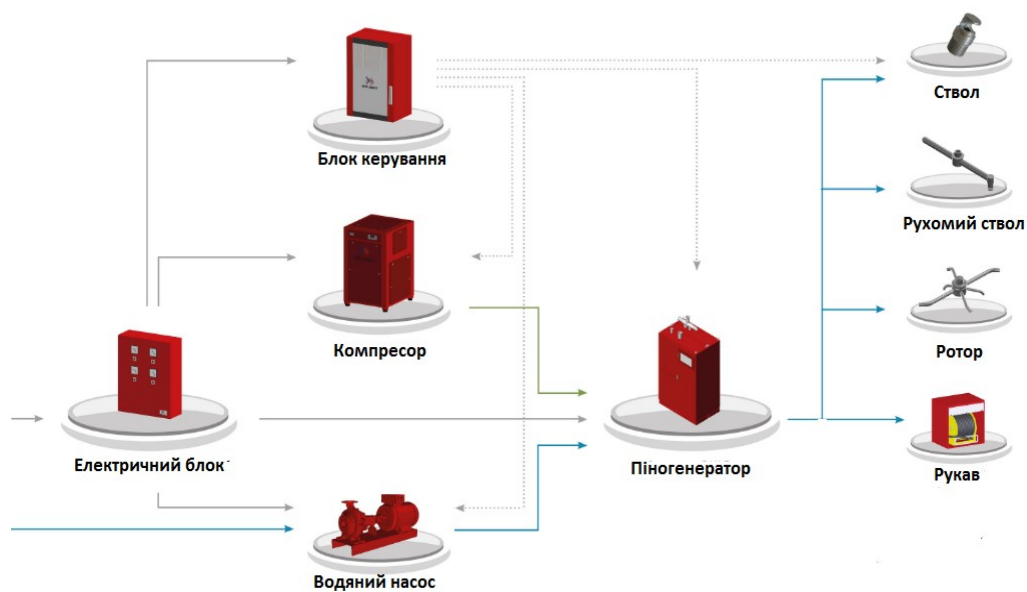 Ствол
Блок керування
Рухомий ствол
Компресор
Ротор
Електричний блок
Піногенератор
Рукав
Водяний насос